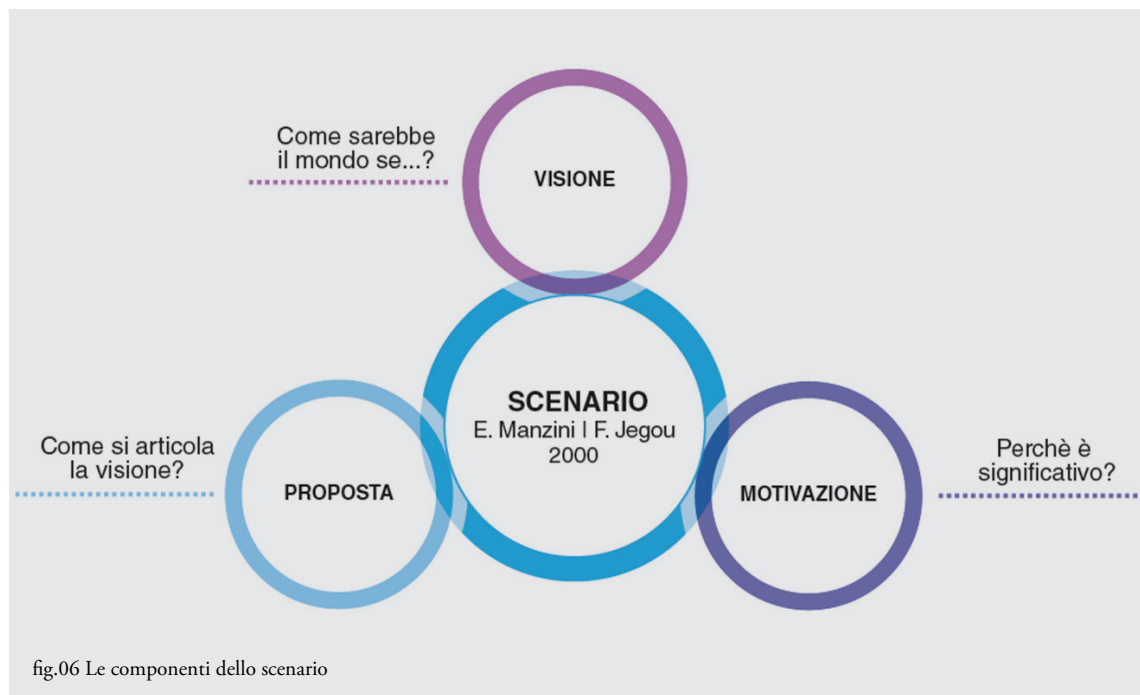 Come sarebbe
il mondo se...?
VISIONE
SCENARIO
E. Manzini | F. Jegou
2000
Come si articola
la visione?
PROPOSTA
MOTIVAZIONE
Perchè è
significativo?
fig.06 Le componenti dello scenario